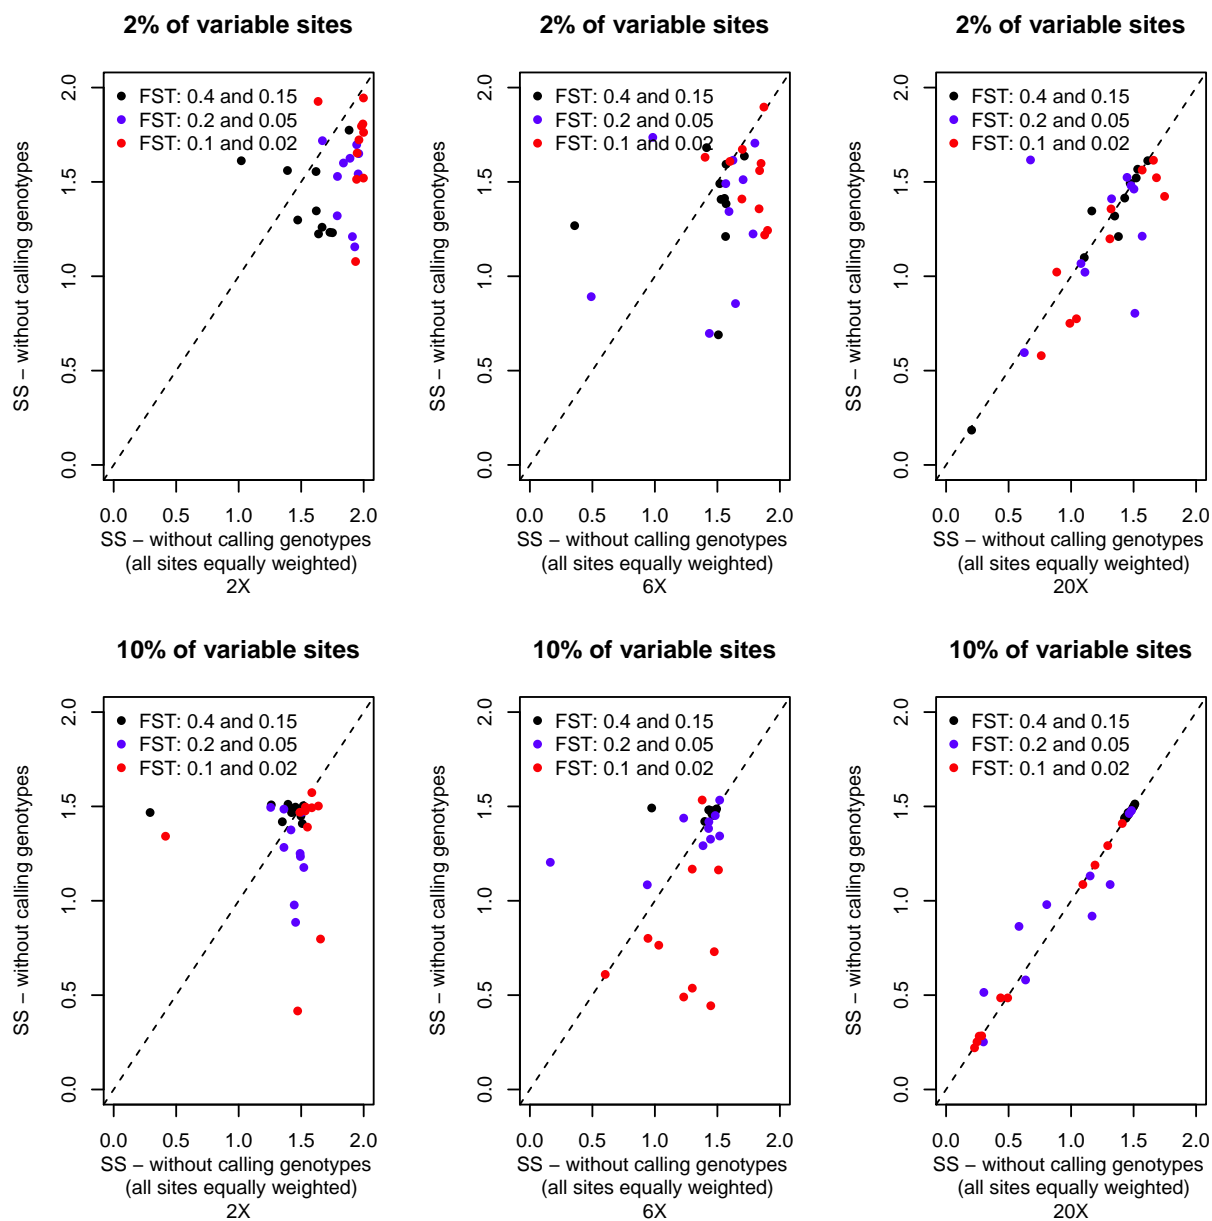 2% of variable sites
SS – without calling genotypes
2.0
1.5
1.0
0.5
0.0
FST: 0.4 and 0.15
FST: 0.2 and 0.05
FST: 0.1 and 0.02
0.0 0.5 1.0 1.5 2.0
SS – without calling genotypes
(all sites equally weighted)
2X
2% of variable sites
SS – without calling genotypes
2.0
1.5
1.0
0.5
0.0
FST: 0.4 and 0.15
FST: 0.2 and 0.05
FST: 0.1 and 0.02
0.0 0.5 1.0 1.5 2.0
SS – without calling genotypes
(all sites equally weighted)
6X
2% of variable sites
SS – without calling genotypes
2.0
1.5
1.0
0.5
0.0
FST: 0.4 and 0.15
FST: 0.2 and 0.05
FST: 0.1 and 0.02
0.0 0.5 1.0 1.5 2.0
SS – without calling genotypes
(all sites equally weighted)
20X
10% of variable sites
SS – without calling genotypes
2.0
1.5
1.0
0.5
0.0
FST: 0.4 and 0.15
FST: 0.2 and 0.05
FST: 0.1 and 0.02
0.0 0.5 1.0 1.5 2.0
SS – without calling genotypes
(all sites equally weighted)
2X
10% of variable sites
SS – without calling genotypes
2.0
1.5
1.0
0.5
0.0
FST: 0.4 and 0.15
FST: 0.2 and 0.05
FST: 0.1 and 0.02
0.0 0.5 1.0 1.5 2.0
SS – without calling genotypes
(all sites equally weighted)
6X
10% of variable sites
SS – without calling genotypes
2.0
1.5
1.0
0.5
0.0
FST: 0.4 and 0.15
FST: 0.2 and 0.05
FST: 0.1 and 0.02
0.0 0.5 1.0 1.5 2.0
SS – without calling genotypes
(all sites equally weighted)
20X